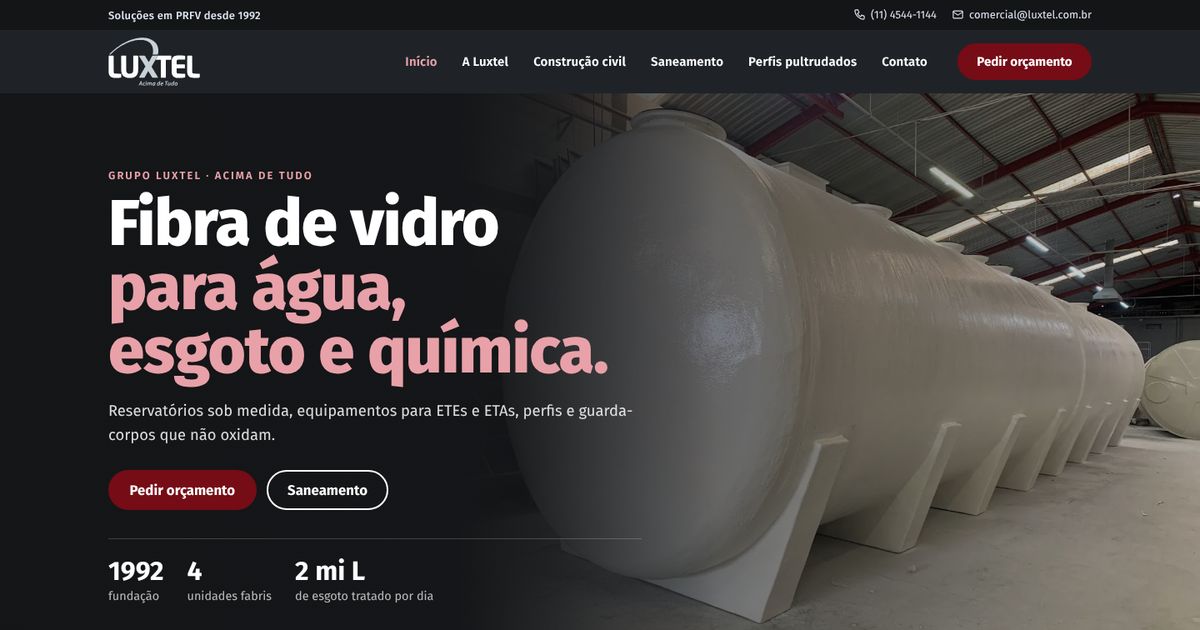 Soluções em PRFV desde 1992
(11) 4544-1144
comercial@luxtel.com.br
LUXTEL
Acima de Tudo
Início
A Luxtel
Construção civil
Saneamento
Perfis pultrudados
Contato
Pedir orçamento
GRUPO LUXTEL · ACIMA DE TUDO
Fibra de vidro
para água,
esgoto e química.
Reservatórios sob medida, equipamentos para ETEs e ETAs, perfis e guarda-
corpos que não oxidam.
Pedir orçamento
Saneamento
1992
fundação
4
unidades fabris
2 mi L
de esgoto tratado por dia